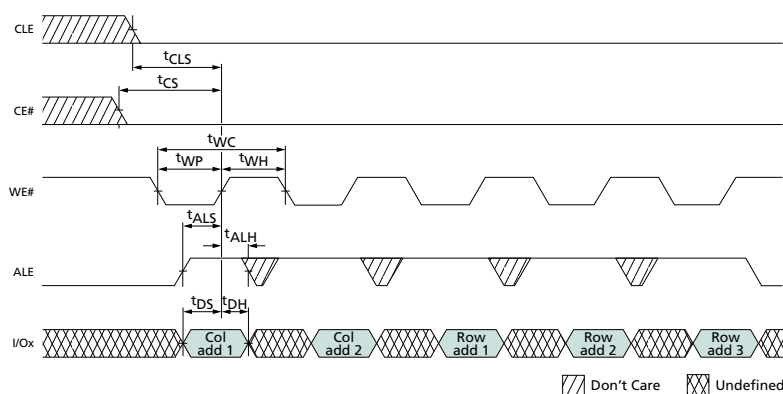 CLE
tCLS
tCS
CE#
tWC
tWP
tWH
WE#
tALS
tALH
ALE
tDS
tDH
I/Ox
Col
add 1
Col
add 2
Row
add 1
Row
add 2
Row
add 3
Don't Care
Undefined